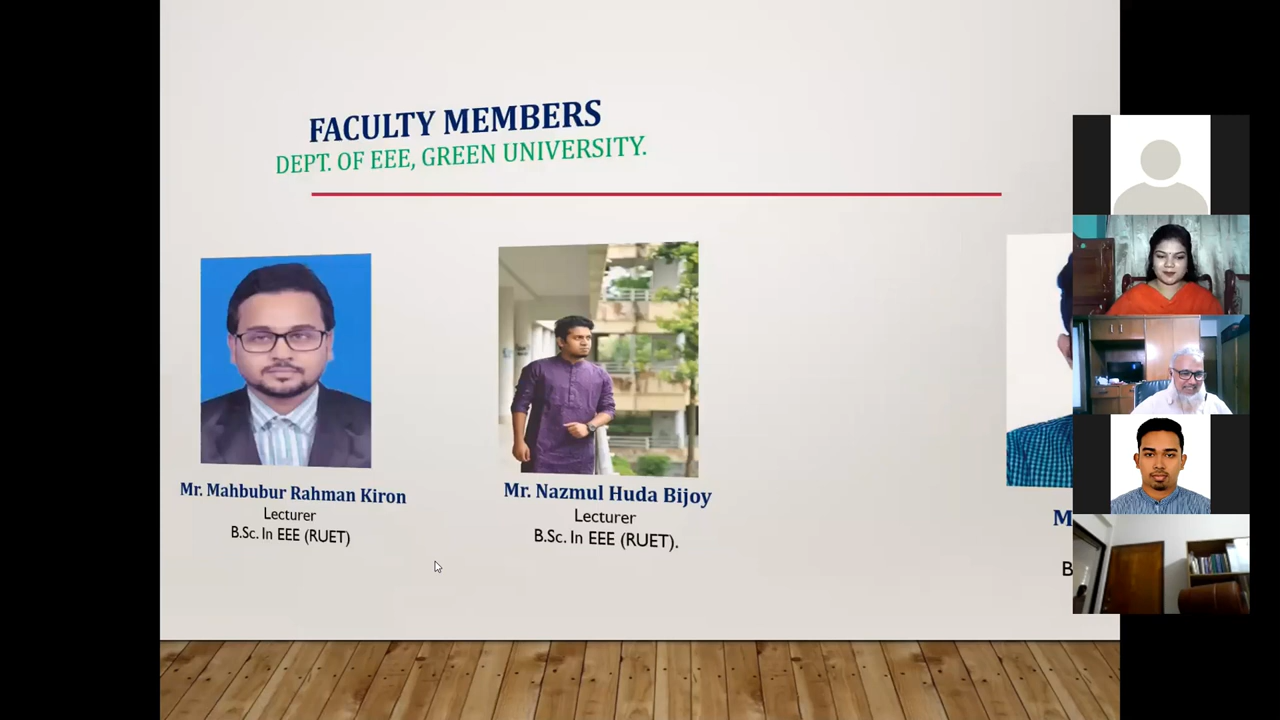 FACULTY MEMBERS
DEPT. OF EEE, GREEN UNIVERSITY.
Mr. Mahbubur Rahman Kiron
Lecturer
B.Sc. In EEE (RUET)
Mr. Nazmul Huda Bijoy
Lecturer
B.Sc. In EEE (RUET).